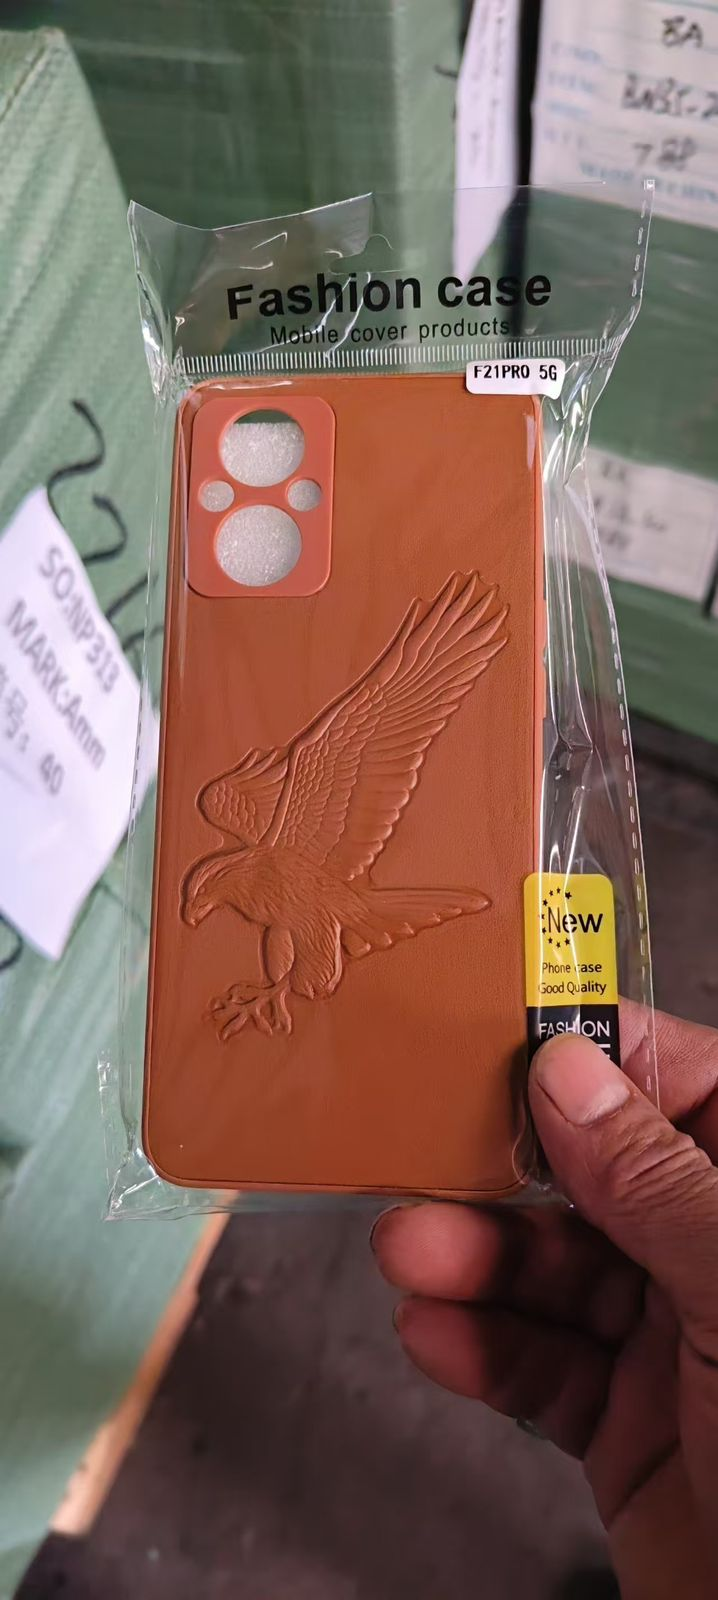 Fashion case
Mobile cover products
F21PRO 5G
New
Phone case
Good Quality
FASHION
SO:NP313
MARK:Amm
号: 40
8A